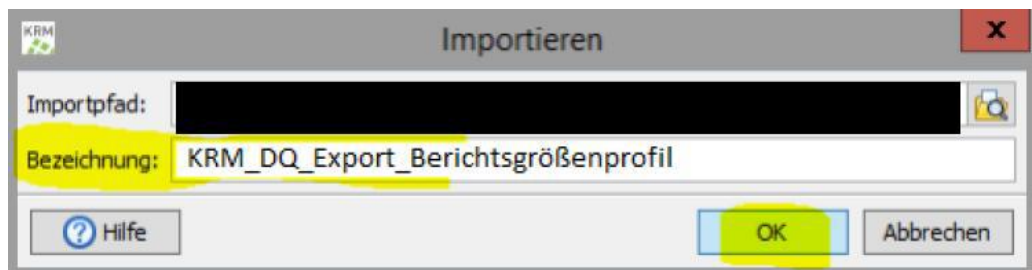 KRM
Importieren
x
Importpfad:
Bezeichnung: KRM_DQ_Export_Berichtsgrößenprofil
? Hilfe OK Abbrechen